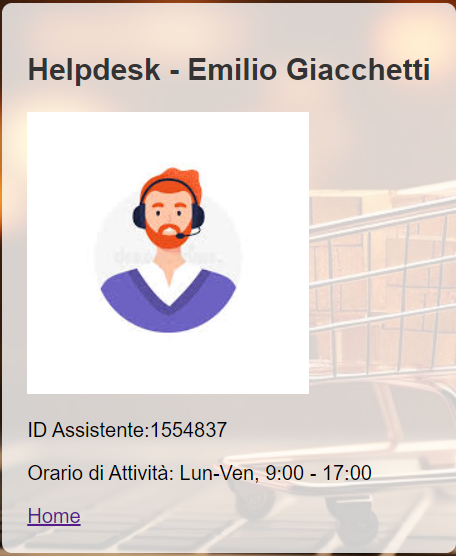 Helpdesk - Emilio Giacchetti
ID Assistente:1554837
Orario di Attività: Lun-Ven, 9:00 - 17:00
Home